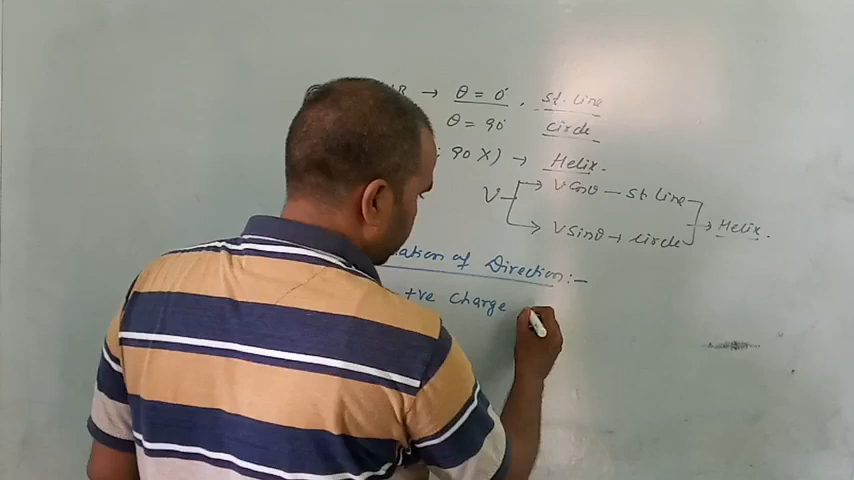 → θ = 0°, St. line
θ = 90° circle
90 X) → Helix.
V → V Cosθ — St. line
→ V Sinθ → circle → Helix.
of Direction :-
+ve Charge